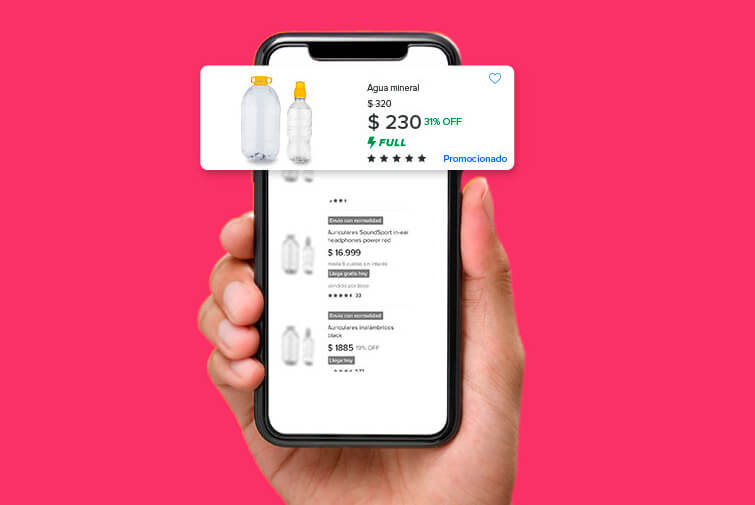 Agua mineral
$ 320
$ 230 31% OFF
FULL
Promocionado
Envío con normalidad
Auriculares SoundSport in-ear
headphones power red
$ 16.999
Hasta 6 cuotas sin interés
Llega gratis hoy
vendido por Bose
33
Envío con normalidad
Auriculares inalámbricos
black
$ 1885 19% OFF
Llega hoy